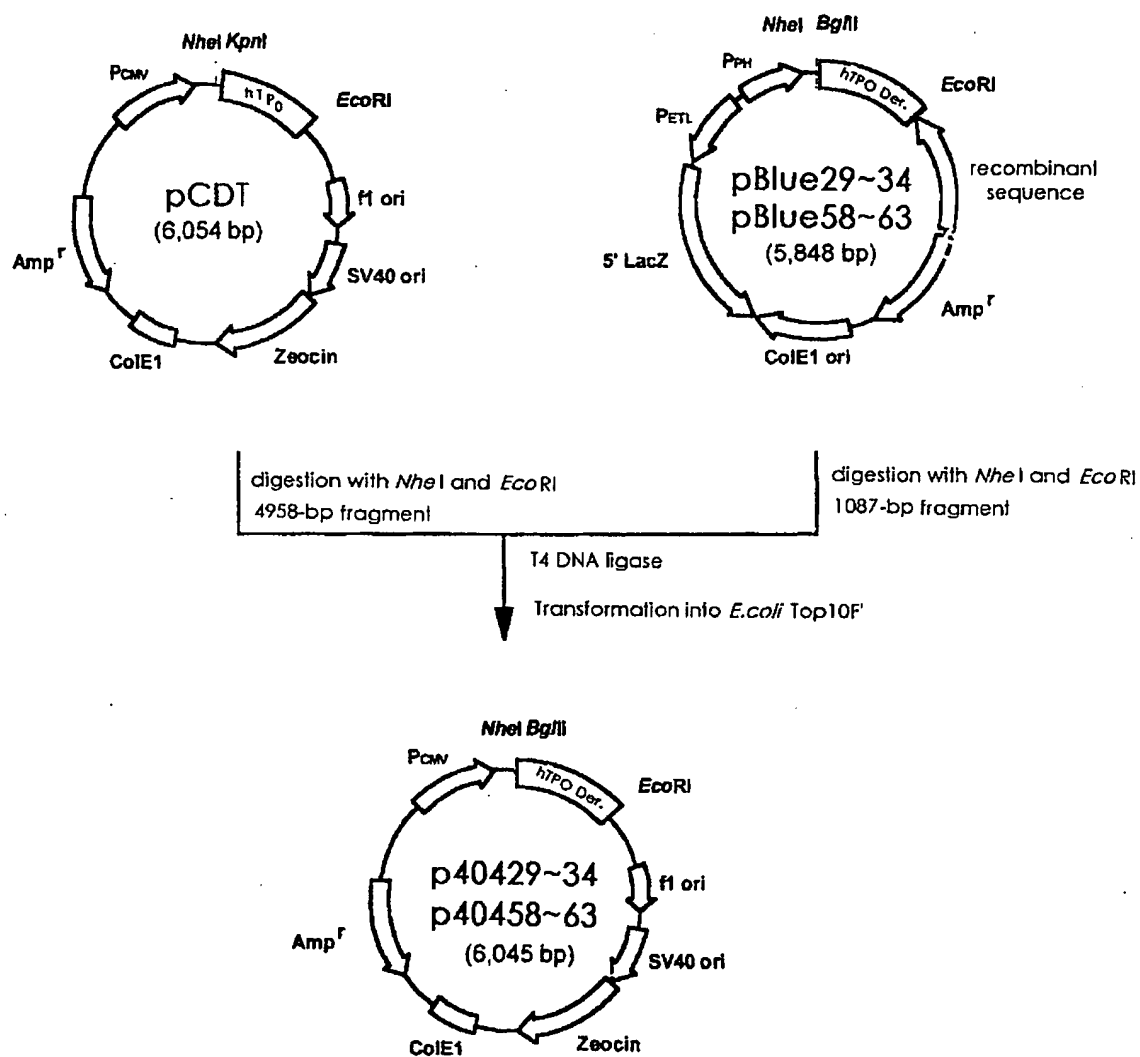 NheI KpnI
PCMV
hTPO
EcoRI
pCDT
(6,054 bp)
f1 ori
Amp r
SV40 ori
ColE1
Zeocin
NheI BglII
PPH
hTPO Der.
EcoRI
PETL
pBlue29~34
pBlue58~63
(5,848 bp)
recombinant
sequence
5' LacZ
Amp r
ColE1 ori
digestion with NheI and EcoRI
4958-bp fragment
digestion with NheI and EcoRI
1087-bp fragment
T4 DNA ligase
Transformation into E.coli Top10F'
NheI BglII
PCMV
hTPO Der.
EcoRI
p40429~34
p40458~63
(6,045 bp)
f1 ori
Amp r
SV40 ori
ColE1
Zeocin